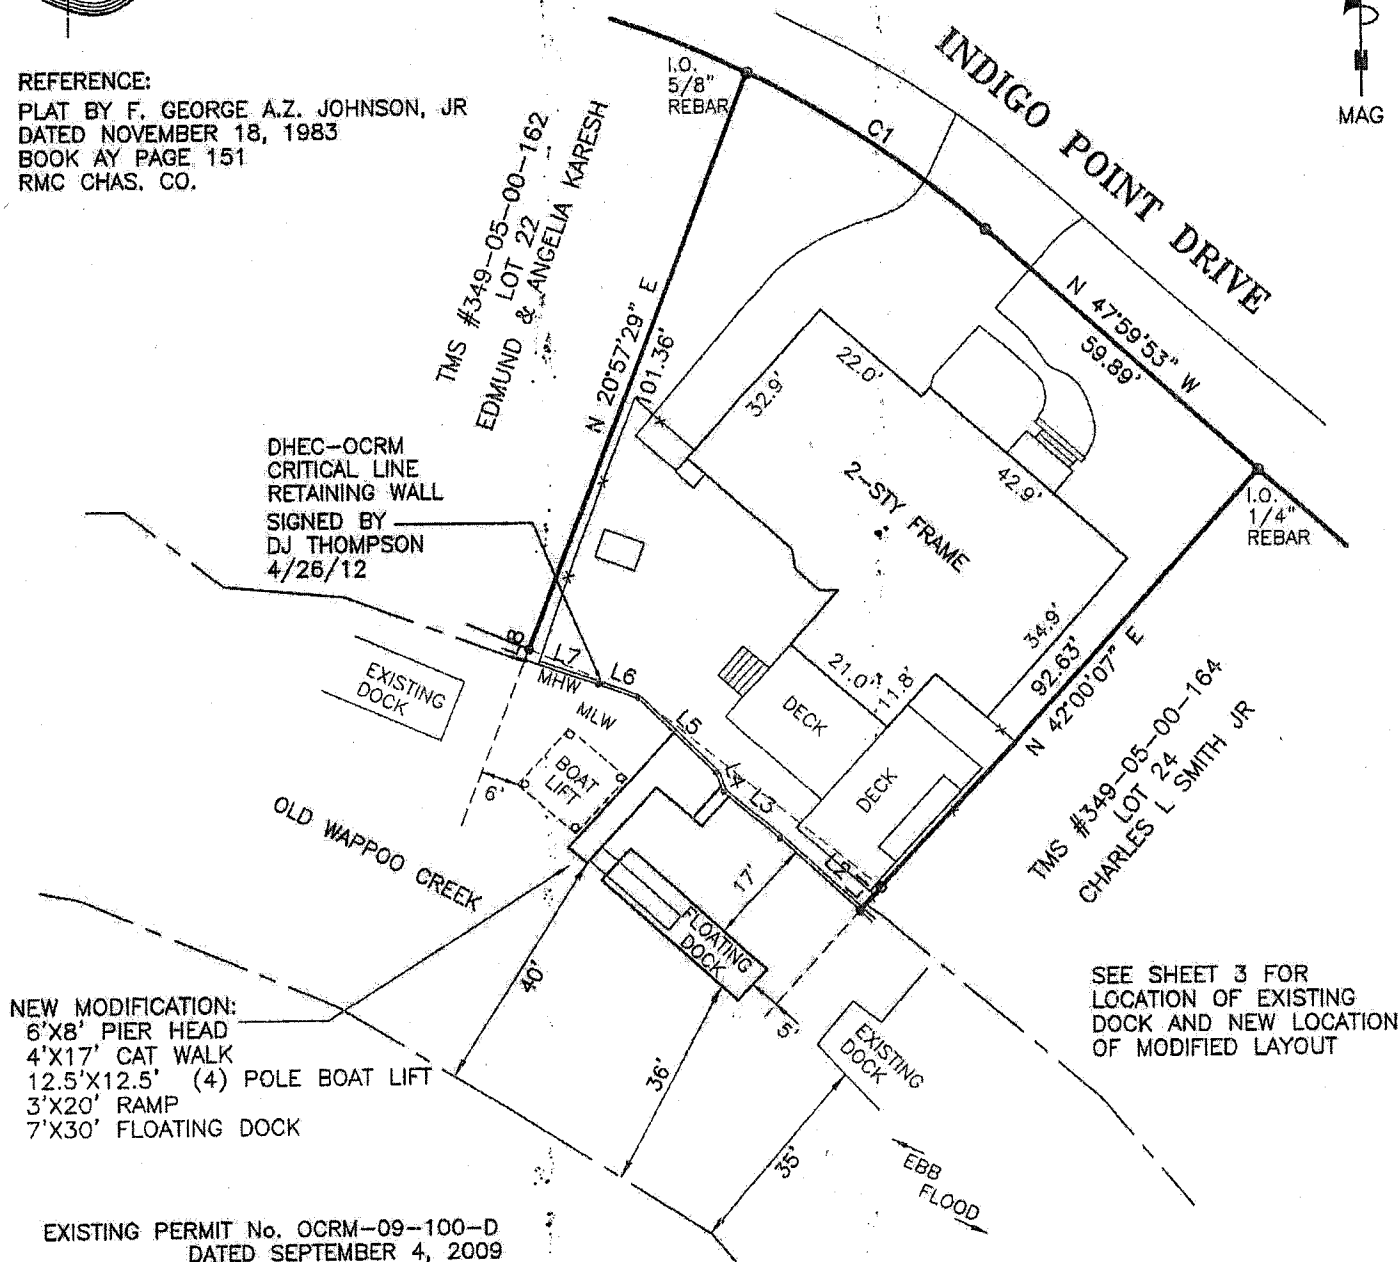 REFERENCE:
PLAT BY F. GEORGE A.Z. JOHNSON, JR
DATED NOVEMBER 18, 1983
BOOK AY PAGE 151
RMC CHAS. CO.
I.O.
5/8"
REBAR
C1
INDIGO POINT DRIVE
MAG
TMS #349-05-00-162
LOT 22
EDMUND & ANGELIA KARESH
N 20°57'29" E
101.36'
N 47°59'53" W
59.89'
22.0'
32.9'
42.9'
2-STY FRAME
I.O.
1/4"
REBAR
DHEC-OCRM
CRITICAL LINE
RETAINING WALL
SIGNED BY
DJ THOMPSON
4/26/12
34.9'
92.63'
N 42°00'07" E
21.0'
11.8'
DECK
DECK
L8
L7
L6
L5
L4
L3
L2
L1
MHW
MLW
EXISTING
DOCK
BOAT
LIFT
6'
TMS #349-05-00-164
LOT 24
CHARLES L SMITH JR
OLD WAPPOO CREEK
17'
FLOATING
DOCK
40'
5'
36'
EXISTING
DOCK
35'
SEE SHEET 3 FOR
LOCATION OF EXISTING
DOCK AND NEW LOCATION
OF MODIFIED LAYOUT
NEW MODIFICATION:
6'X8' PIER HEAD
4'X17' CAT WALK
12.5'X12.5' (4) POLE BOAT LIFT
3'X20' RAMP
7'X30' FLOATING DOCK
EBB
FLOOD
EXISTING PERMIT No. OCRM-09-100-D
DATED SEPTEMBER 4, 2009